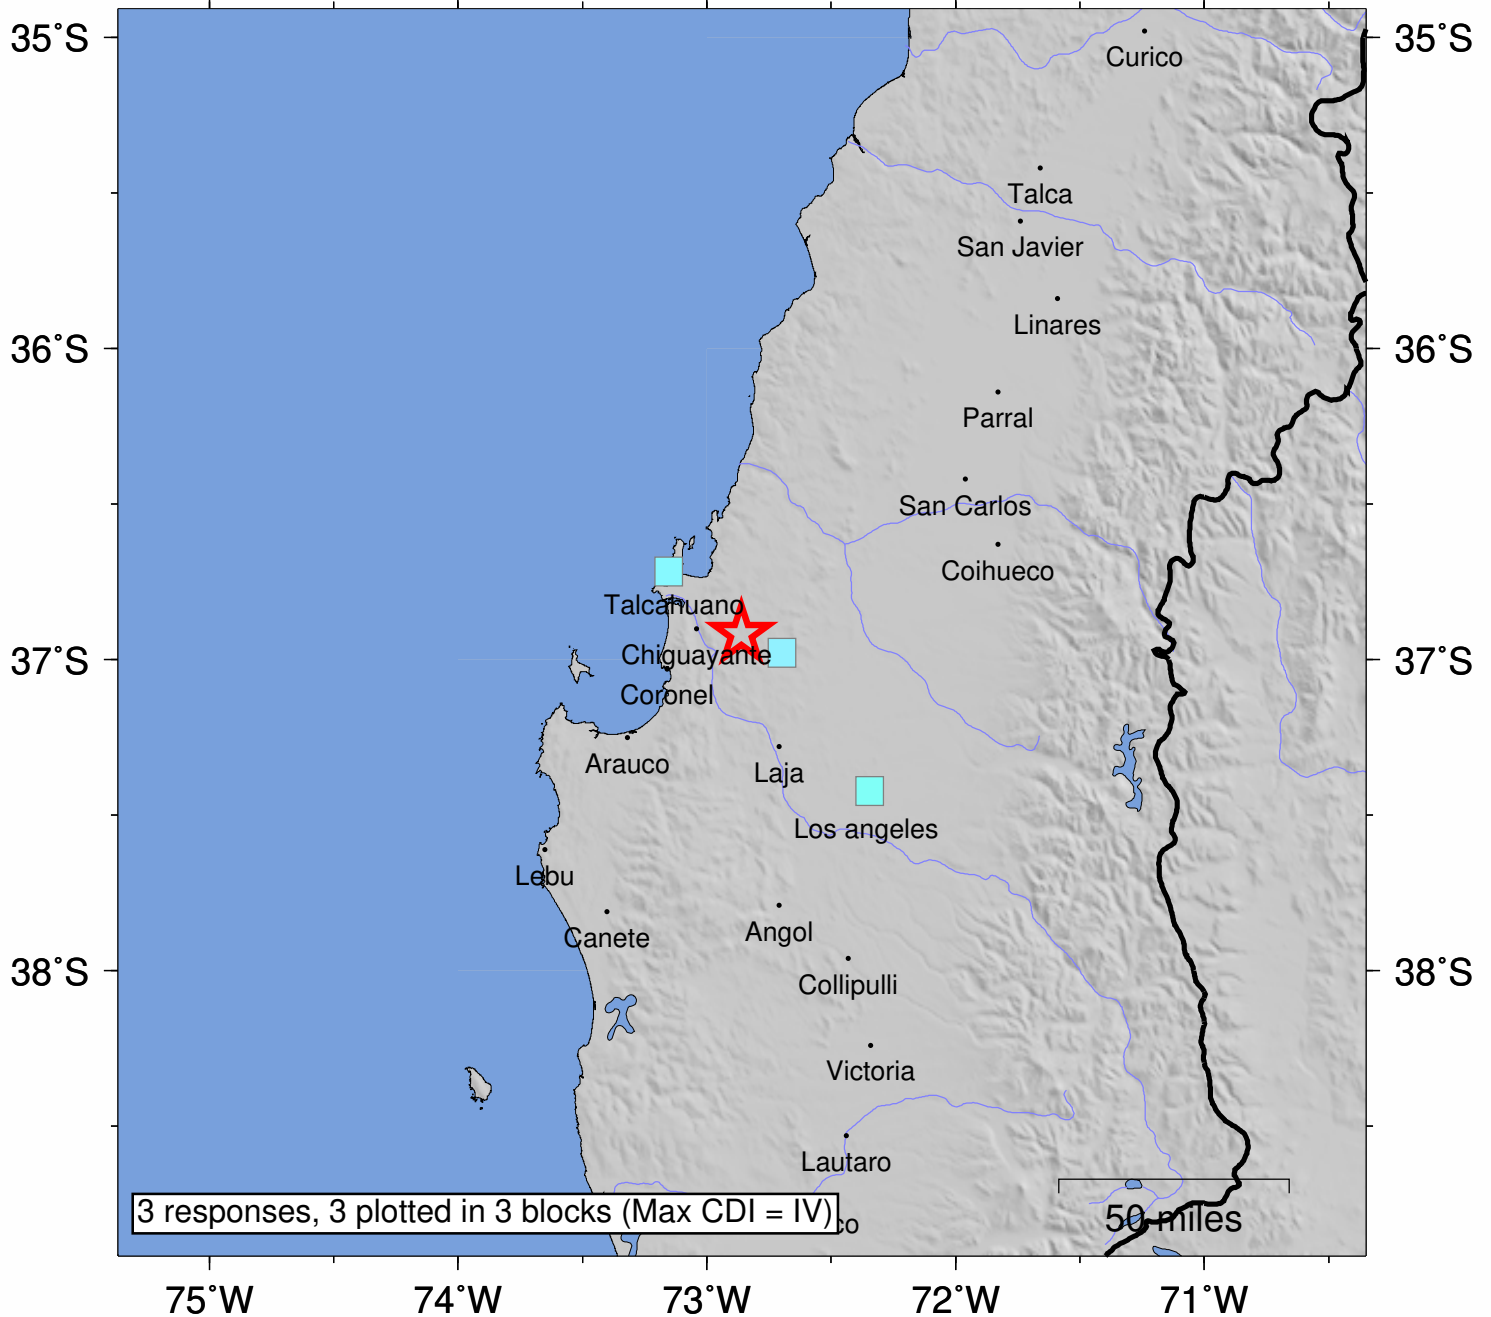 35°S
35°S
Curico
Talca
San Javier
Linares
36°S
36°S
Parral
San Carlos
Coihueco
Talcahuano
37°S
Chiguayante
37°S
Coronel
Arauco
Laja
Los angeles
Lebu
Angol
Canete
38°S
38°S
Collipulli
Victoria
Lautaro
3 responses, 3 plotted in 3 blocks (Max CDI = IV)
co
50 miles
75°W
74°W
73°W
72°W
71°W